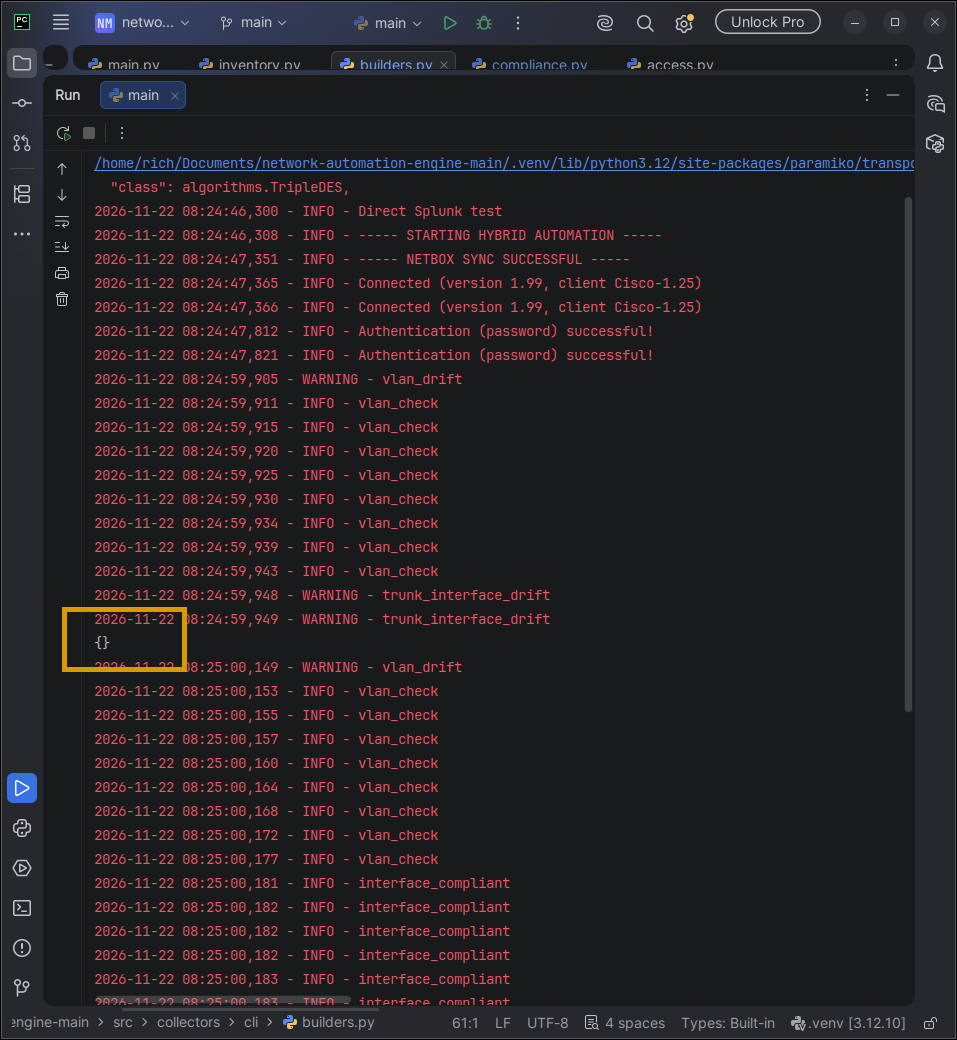 PC
NM netwo... main main Unlock Pro
main.py inventory.py builders.py compliance.py access.py
Run main
/home/rich/Documents/network-automation-engine-main/.venv/lib/python3.12/site-packages/paramiko/transpo
"class": algorithms.TripleDES,
2026-11-22 08:24:46,300 - INFO - Direct Splunk test
2026-11-22 08:24:46,308 - INFO - ----- STARTING HYBRID AUTOMATION -----
2026-11-22 08:24:47,351 - INFO - ----- NETBOX SYNC SUCCESSFUL -----
2026-11-22 08:24:47,365 - INFO - Connected (version 1.99, client Cisco-1.25)
2026-11-22 08:24:47,366 - INFO - Connected (version 1.99, client Cisco-1.25)
2026-11-22 08:24:47,812 - INFO - Authentication (password) successful!
2026-11-22 08:24:47,821 - INFO - Authentication (password) successful!
2026-11-22 08:24:59,905 - WARNING - vlan_drift
2026-11-22 08:24:59,911 - INFO - vlan_check
2026-11-22 08:24:59,915 - INFO - vlan_check
2026-11-22 08:24:59,920 - INFO - vlan_check
2026-11-22 08:24:59,925 - INFO - vlan_check
2026-11-22 08:24:59,930 - INFO - vlan_check
2026-11-22 08:24:59,934 - INFO - vlan_check
2026-11-22 08:24:59,939 - INFO - vlan_check
2026-11-22 08:24:59,943 - INFO - vlan_check
2026-11-22 08:24:59,948 - WARNING - trunk_interface_drift
2026-11-22 08:24:59,949 - WARNING - trunk_interface_drift
{}
2026-11-22 08:25:00,149 - WARNING - vlan_drift
2026-11-22 08:25:00,153 - INFO - vlan_check
2026-11-22 08:25:00,155 - INFO - vlan_check
2026-11-22 08:25:00,157 - INFO - vlan_check
2026-11-22 08:25:00,160 - INFO - vlan_check
2026-11-22 08:25:00,164 - INFO - vlan_check
2026-11-22 08:25:00,168 - INFO - vlan_check
2026-11-22 08:25:00,172 - INFO - vlan_check
2026-11-22 08:25:00,177 - INFO - vlan_check
2026-11-22 08:25:00,181 - INFO - interface_compliant
2026-11-22 08:25:00,182 - INFO - interface_compliant
2026-11-22 08:25:00,182 - INFO - interface_compliant
2026-11-22 08:25:00,182 - INFO - interface_compliant
2026-11-22 08:25:00,183 - INFO - interface_compliant
2026-11-22 08:25:00,183 - INFO - interface_compliant
engine-main > src > collectors > cli > builders.py 61:1 LF UTF-8 4 spaces Types: Built-in .venv [3.12.10]